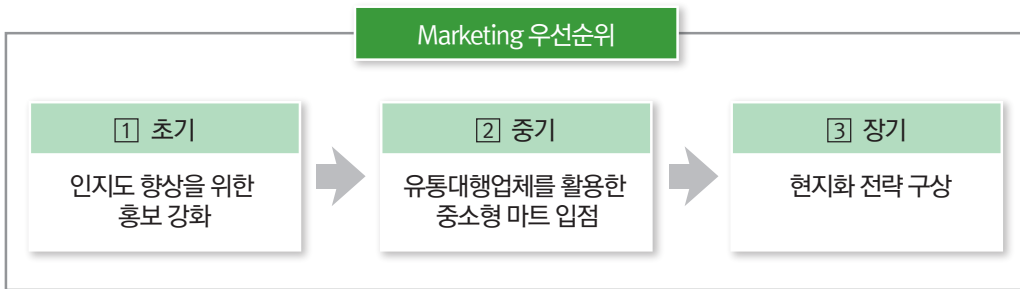 Marketing 우선순위
1 초기
인지도 향상을 위한
홍보 강화
2 중기
유통대행업체를 활용한
중소형 마트 입점
3 장기
현지화 전략 구상